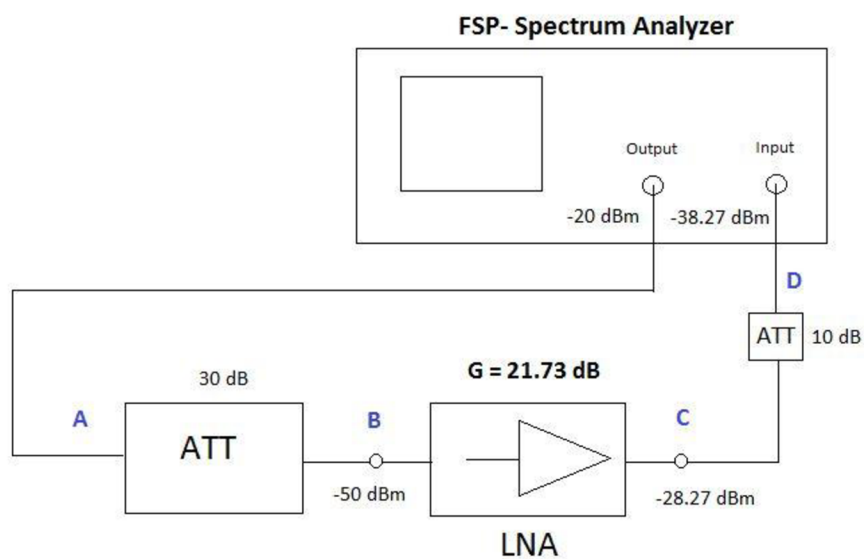 FSP- Spectrum Analyzer
Output
Input
-20 dBm
-38.27 dBm
D
ATT
10 dB
30 dB
G = 21.73 dB
A
B
C
ATT
-50 dBm
-28.27 dBm
LNA